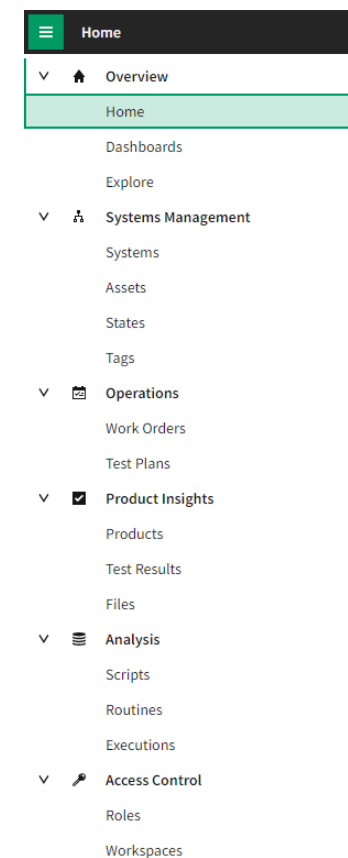 Home
Overview
Home
Dashboards
Explore
Systems Management
Systems
Assets
States
Tags
Operations
Work Orders
Test Plans
Product Insights
Products
Test Results
Files
Analysis
Scripts
Routines
Executions
Access Control
Roles
Workspaces